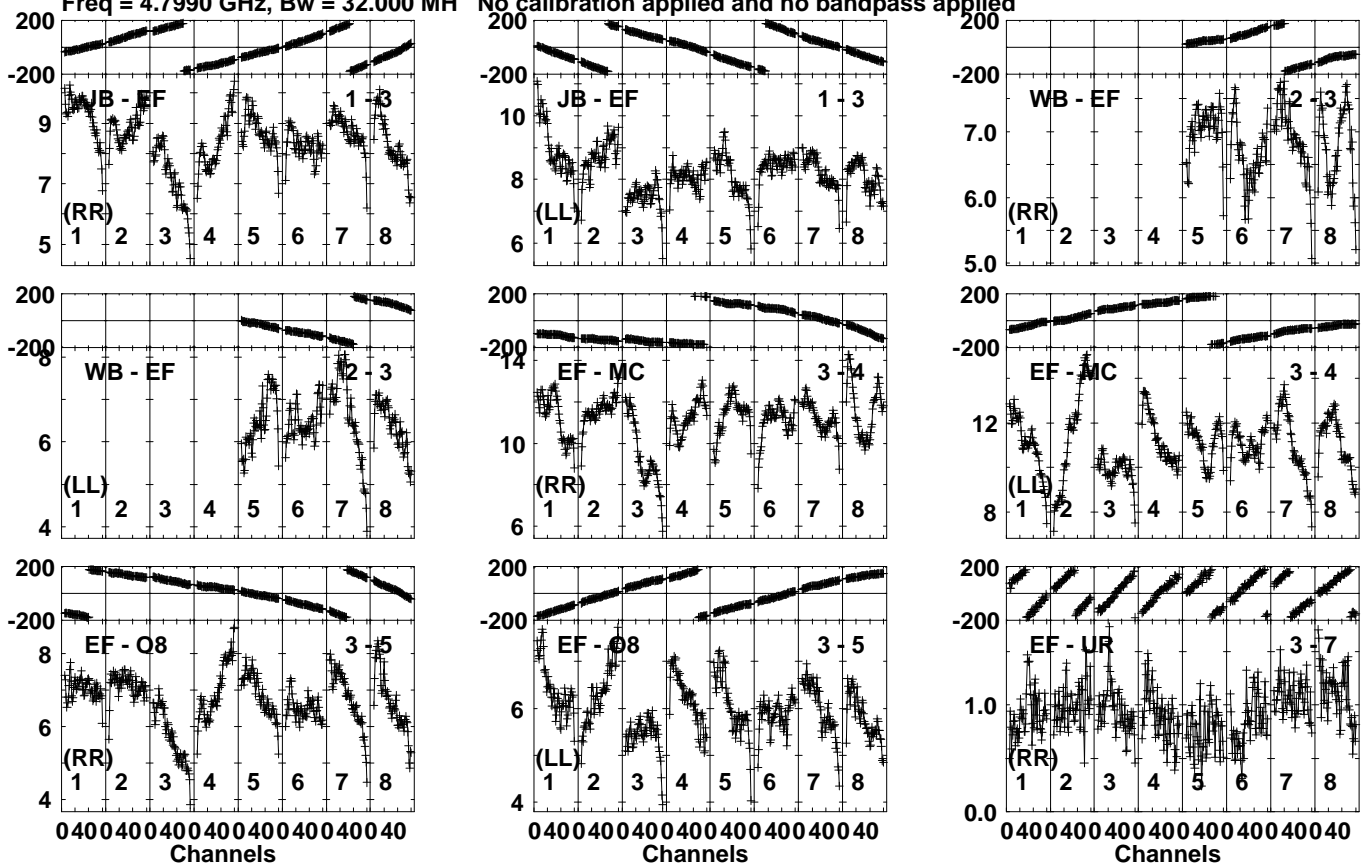 Freq = 4.7990 GHz, Bw = 32.000 MH No calibration applied and no bandpass applied
200
-200
JB - EF 1 - 3
9
7
5
(RR)
1 2 3 4 5 6 7 8
JB - EF 1 - 3
10
8
6
(LL)
1 2 3 4 5 6 7 8
200
-200
WB - EF 2 - 3
7.0
6.0
5.0
(RR)
1 2 3 4 5 6 7 8
200
-200
8
WB - EF 2 - 3
6
4
(LL)
1 2 3 4 5 6 7 8
200
-200
14
EF - MC 3 - 4
10
6
(RR)
1 2 3 4 5 6 7 8
200
-200
EF - MC 3 - 4
12
8
(LL)
1 2 3 4 5 6 7 8
200
-200
8
EF - O8 3 - 5
6
4
(RR)
1 2 3 4 5 6 7 8
200
-200
EF - O8 3 - 5
6
4
(LL)
1 2 3 4 5 6 7 8
200
-200
EF - UR 3 - 7
1.0
0.0
(RR)
1 2 3 4 5 6 7 8
0 40 0 40 0 40 0 40 0 40 0 40 0 40 0 40
Channels
0 40 0 40 0 40 0 40 0 40 0 40 0 40 0 40
Channels
0 40 0 40 0 40 0 40 0 40 0 40 0 40 0 40
Channels